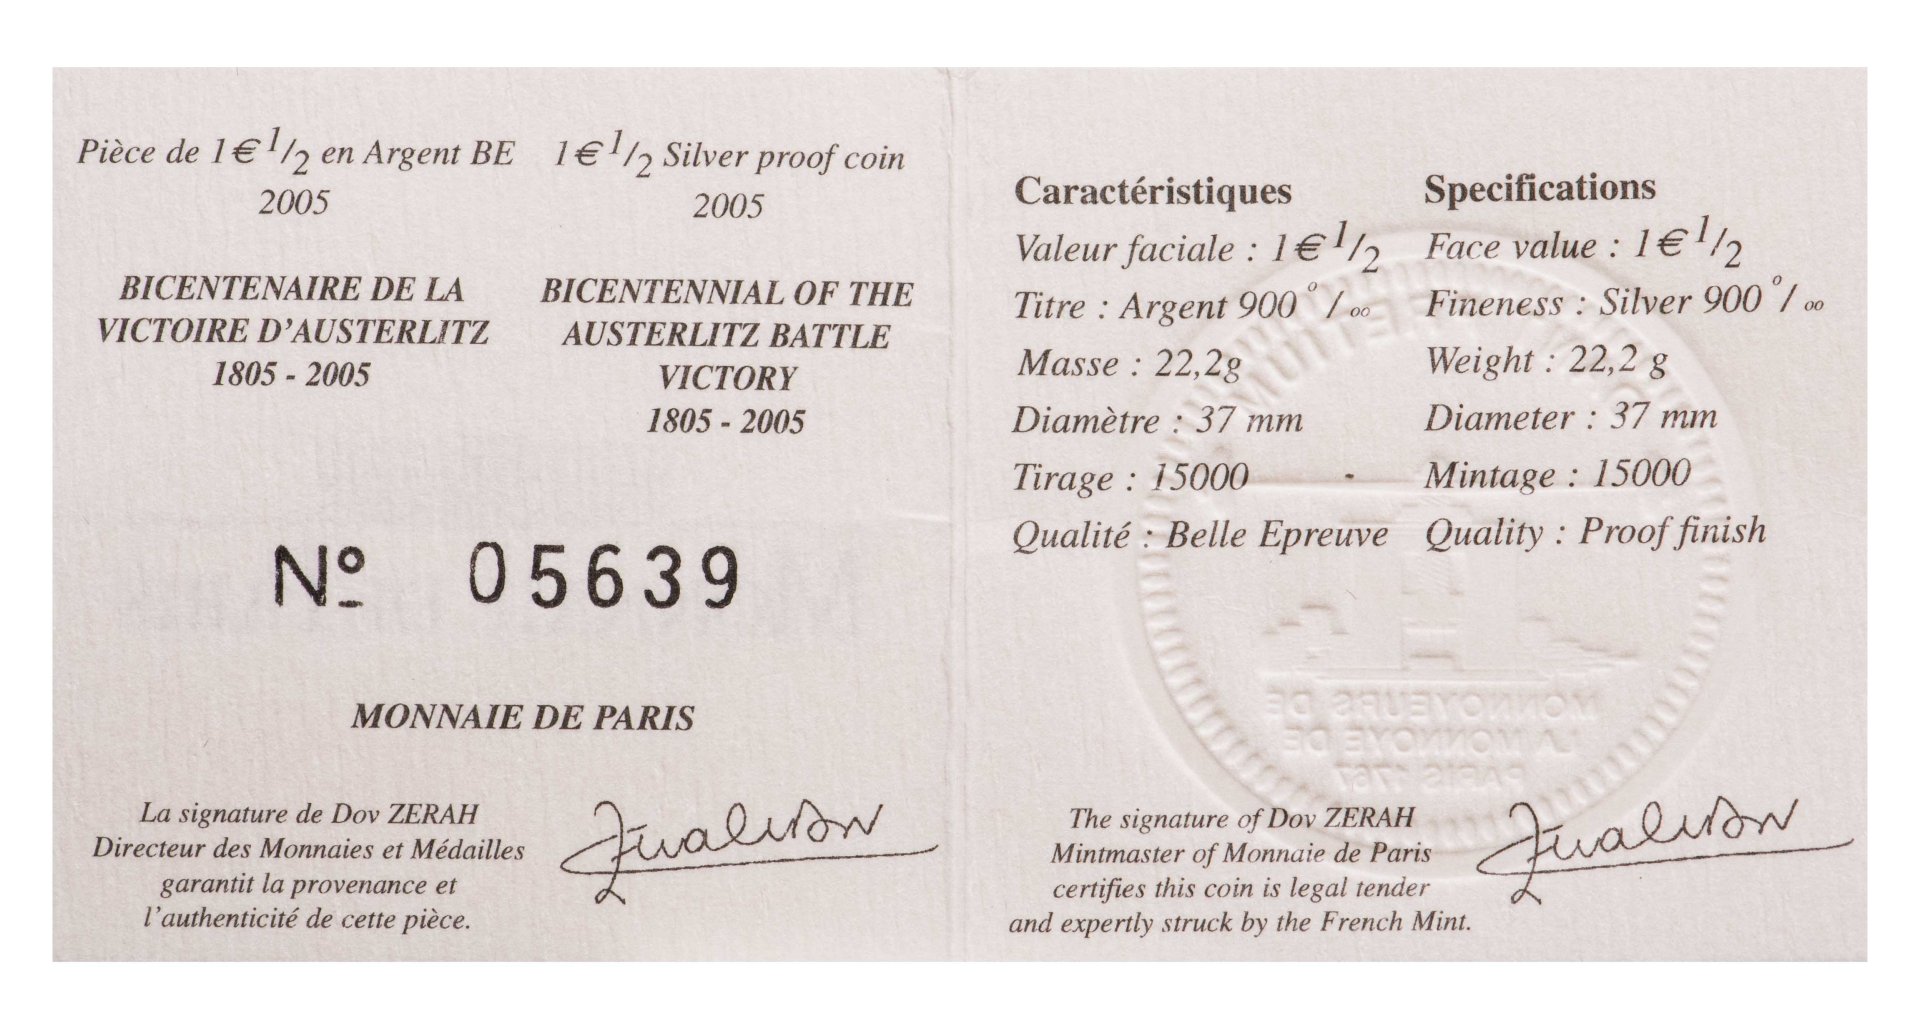 Pièce de 1€ 1/2 en Argent BE
2005
BICENTENAIRE DE LA
VICTOIRE D'AUSTERLITZ
1805 - 2005
1€ 1/2 Silver proof coin
2005
BICENTENNIAL OF THE
AUSTERLITZ BATTLE
VICTORY
1805 - 2005
Nº 05639
MONNAIE DE PARIS
La signature de Dov ZERAH
Directeur des Monnaies et Médailles
garantit la provenance et
l'authenticité de cette pièce.
Caractéristiques
Valeur faciale : 1€ 1/2
Titre : Argent 900 °/oo
Masse : 22,2g
Diamètre : 37 mm
Tirage : 15000
Qualité : Belle Epreuve
Specifications
Face value : 1€ 1/2
Fineness : Silver 900 °/oo
Weight : 22,2 g
Diameter : 37 mm
Mintage : 15000
Quality : Proof finish
MONNOYEURS DE
LA MONNOYE DE
PARIS 1767
The signature of Dov ZERAH
Mintmaster of Monnaie de Paris
certifies this coin is legal tender
and expertly struck by the French Mint.